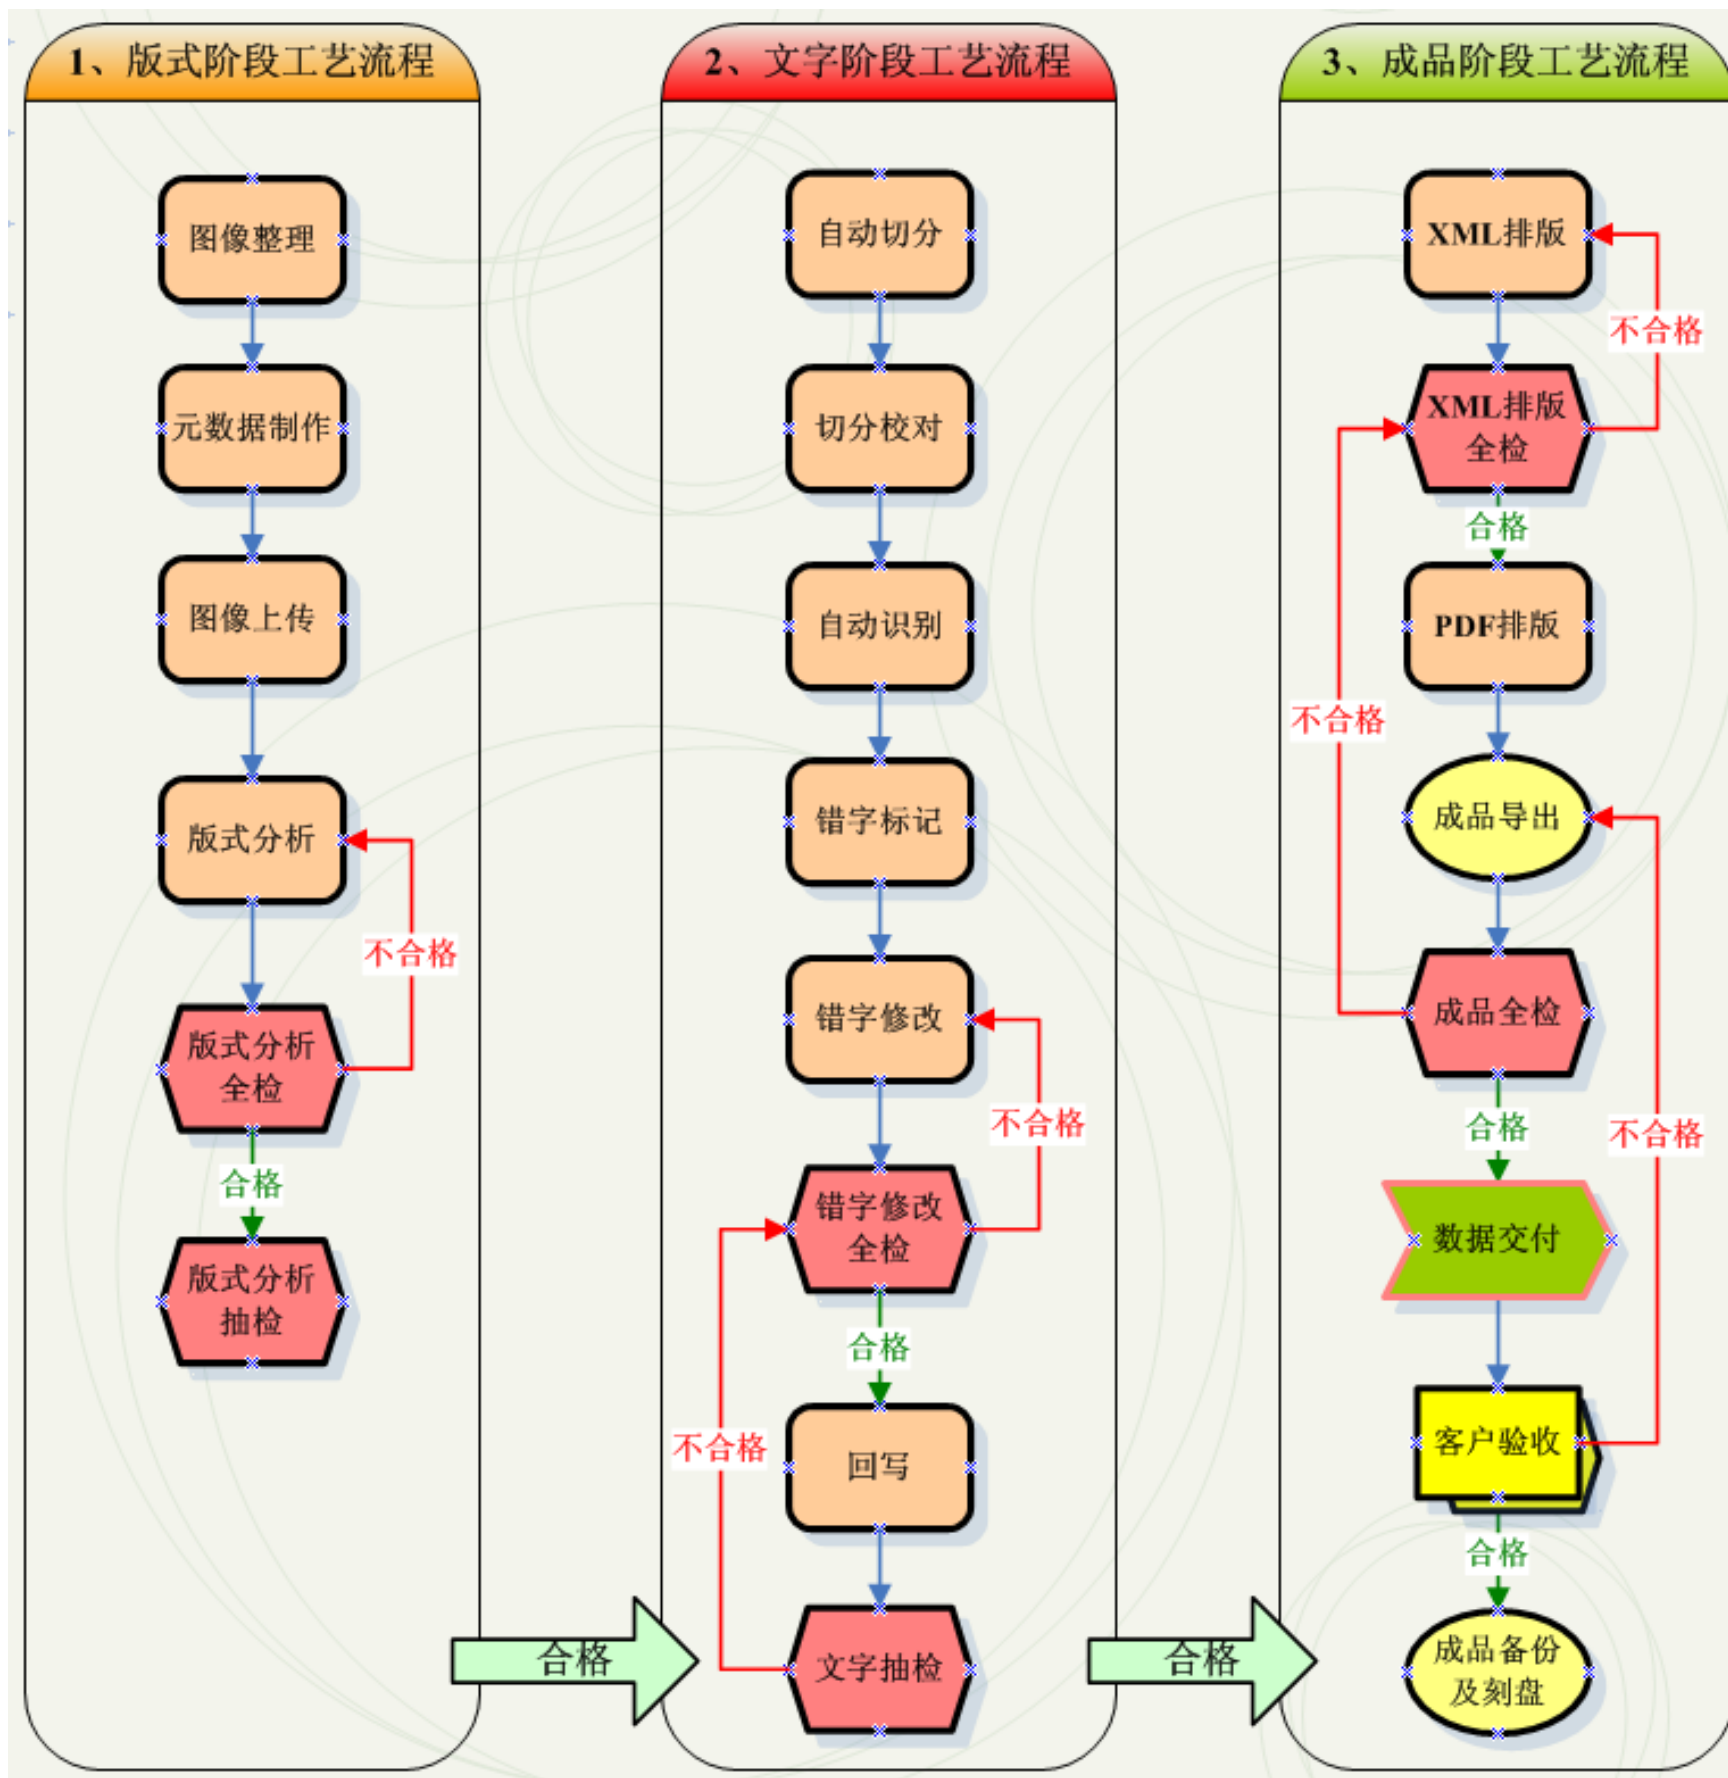 1、版式阶段工艺流程
图像整理
元数据制作
图像上传
版式分析
不合格
版式分析
全检
合格
版式分析
抽检
合格
2、文字阶段工艺流程
自动切分
切分校对
自动识别
错字标记
错字修改
不合格
错字修改
全检
合格
不合格
回写
文字抽检
合格
3、成品阶段工艺流程
XML排版
不合格
XML排版
全检
合格
PDF排版
不合格
成品导出
成品全检
合格
不合格
数据交付
客户验收
合格
成品备份
及刻盘